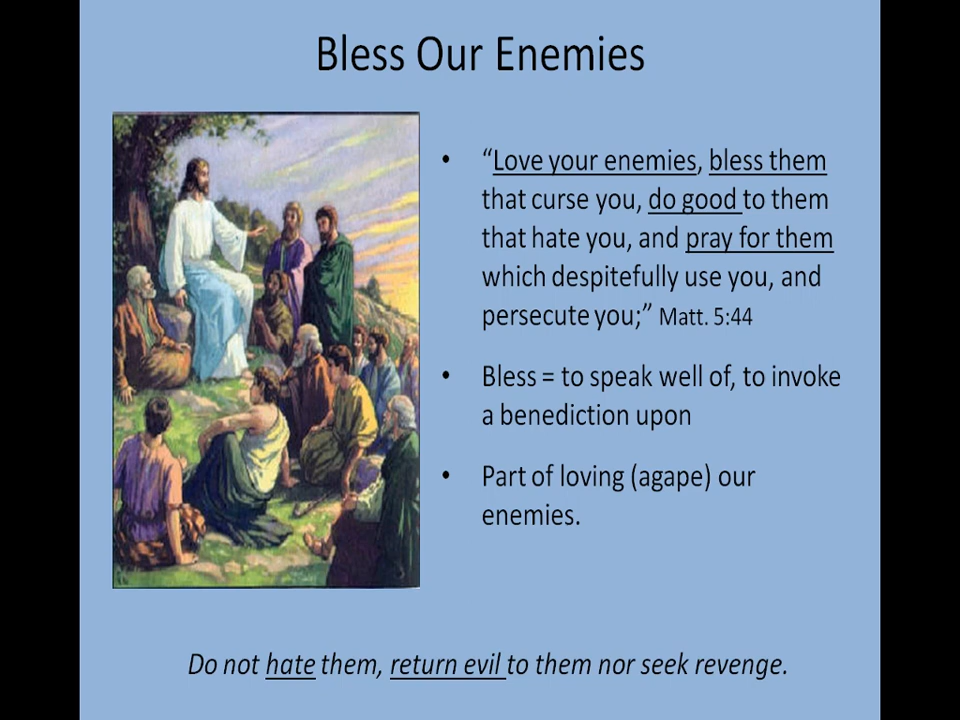 Bless Our Enemies
• “Love your enemies, bless them
that curse you, do good to them
that hate you, and pray for them
which despitefully use you, and
persecute you;” Matt. 5:44
• Bless = to speak well of, to invoke
a benediction upon
• Part of loving (agape) our
enemies.
Do not hate them, return evil to them nor seek revenge.